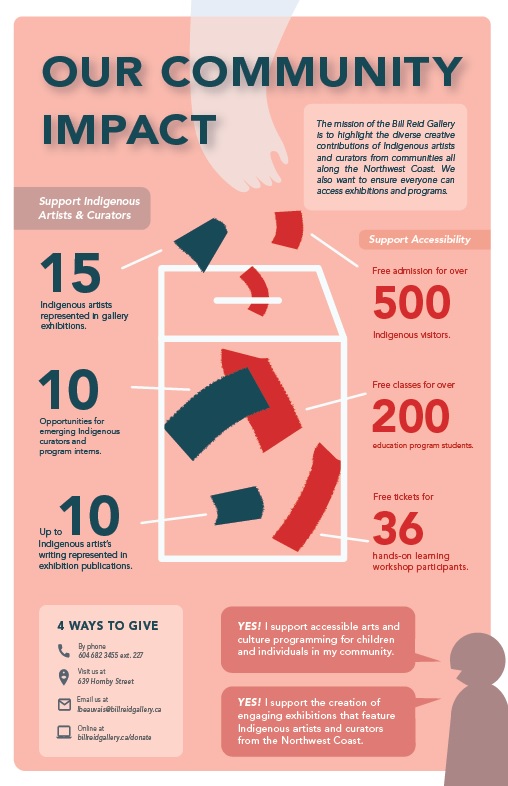 OUR COMMUNITY
IMPACT
The mission of the Bill Reid Gallery
is to highlight the diverse creative
contributions of Indigenous artists
and curators from communities all
along the Northwest Coast. We
also want to ensure everyone can
access exhibitions and programs.
Support Indigenous
Artists & Curators
15
Indigenous artists
represented in gallery
exhibitions.
10
Opportunities for
emerging Indigenous
curators and
program interns.
Up to 10
Indigenous artist's
writing represented in
exhibition publications.
Support Accessibility
Free admission for over
500
Indigenous visitors.
Free classes for over
200
education program students.
Free tickets for
36
hands-on learning
workshop participants.
4 WAYS TO GIVE
By phone
604 682 3455 ext. 227
Visit us at
639 Hornby Street
Email us at
lbeauvais@billreidgallery.ca
Online at
billreidgallery.ca/donate
YES! I support accessible arts and
culture programming for children
and individuals in my community.
YES! I support the creation of
engaging exhibitions that feature
Indigenous artists and curators
from the Northwest Coast.